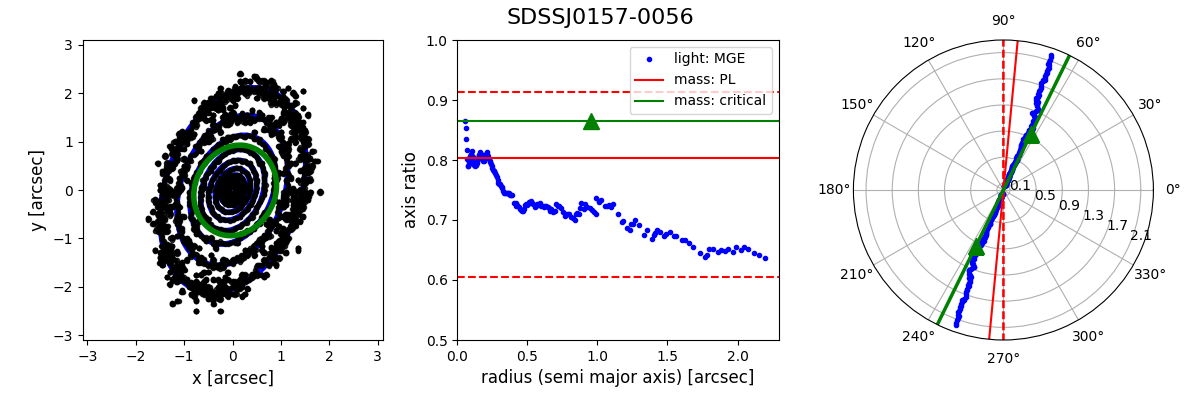 SDSSJ0157-0056
3
2
1
0
−1
−2
−3
y [arcsec]
−3 −2 −1 0 1 2 3
x [arcsec]
1.0
0.9
0.8
0.7
0.6
0.5
axis ratio
light: MGE
mass: PL
mass: critical
0.0 0.5 1.0 1.5 2.0
radius (semi major axis) [arcsec]
90°
120° 60°
150° 30°
180° 0°
0.1 0.5 0.9 1.3 1.7 2.1
210° 330°
240° 300°
270°